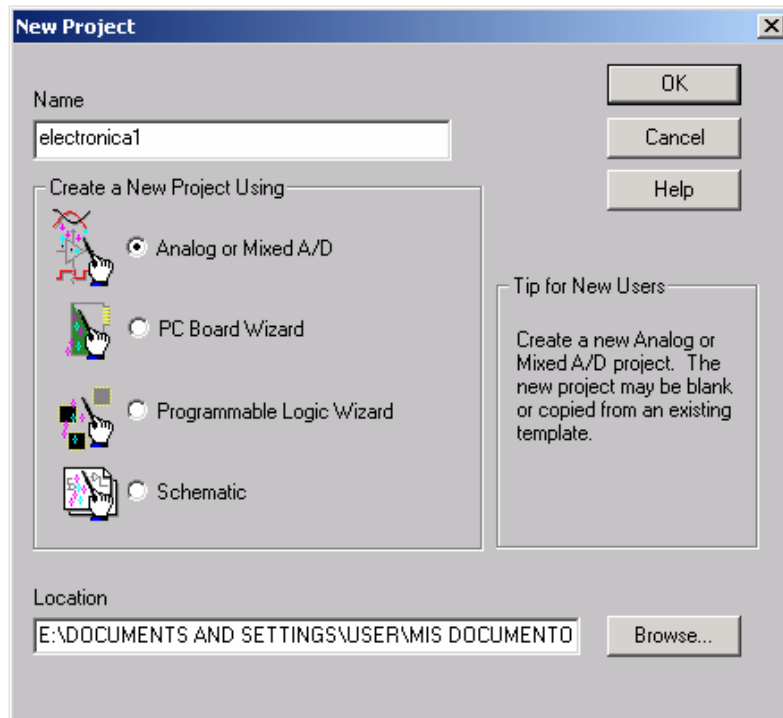 New Project
Name
electronica1
OK
Cancel
Help
Create a New Project Using
Analog or Mixed A/D
PC Board Wizard
Programmable Logic Wizard
Schematic
Tip for New Users
Create a new Analog or
Mixed A/D project. The
new project may be blank
or copied from an existing
template.
Location
E:\DOCUMENTS AND SETTINGS\USER\MIS DOCUMENTO
Browse...